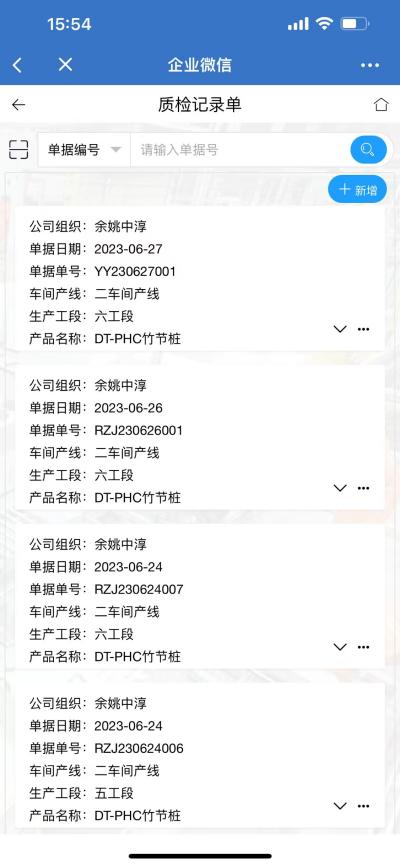 15:54
企业微信
质检记录单
单据编号 请输入单据号
新增
公司组织：余姚中淳
单据日期：2023-06-27
单据单号：YY230627001
车间产线：二车间产线
生产工段：六工段
产品名称：DT-PHC竹节桩
公司组织：余姚中淳
单据日期：2023-06-26
单据单号：RZJ230626001
车间产线：二车间产线
生产工段：六工段
产品名称：DT-PHC竹节桩
公司组织：余姚中淳
单据日期：2023-06-24
单据单号：RZJ230624007
车间产线：二车间产线
生产工段：六工段
产品名称：DT-PHC竹节桩
公司组织：余姚中淳
单据日期：2023-06-24
单据单号：RZJ230624006
车间产线：二车间产线
生产工段：五工段
产品名称：DT-PHC竹节桩